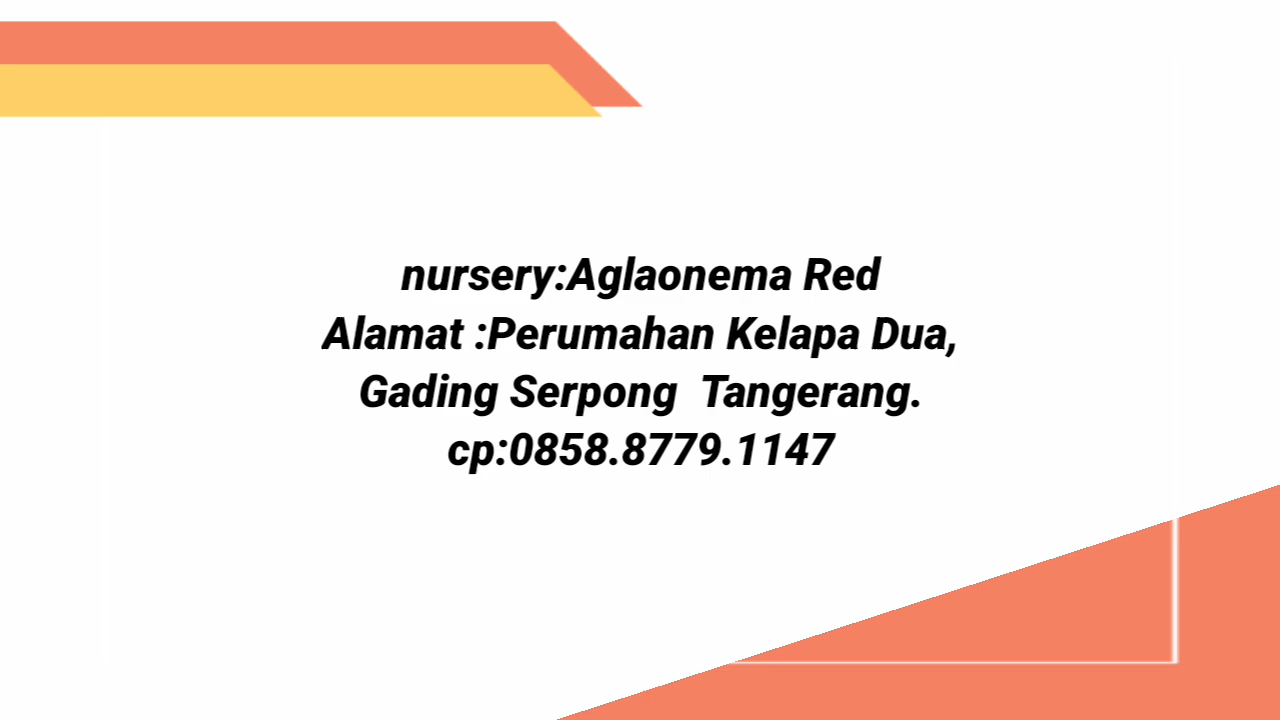 nursery:Aglaonema Red
Alamat :Perumahan Kelapa Dua,
Gading Serpong  Tangerang.
cp:0858.8779.1147